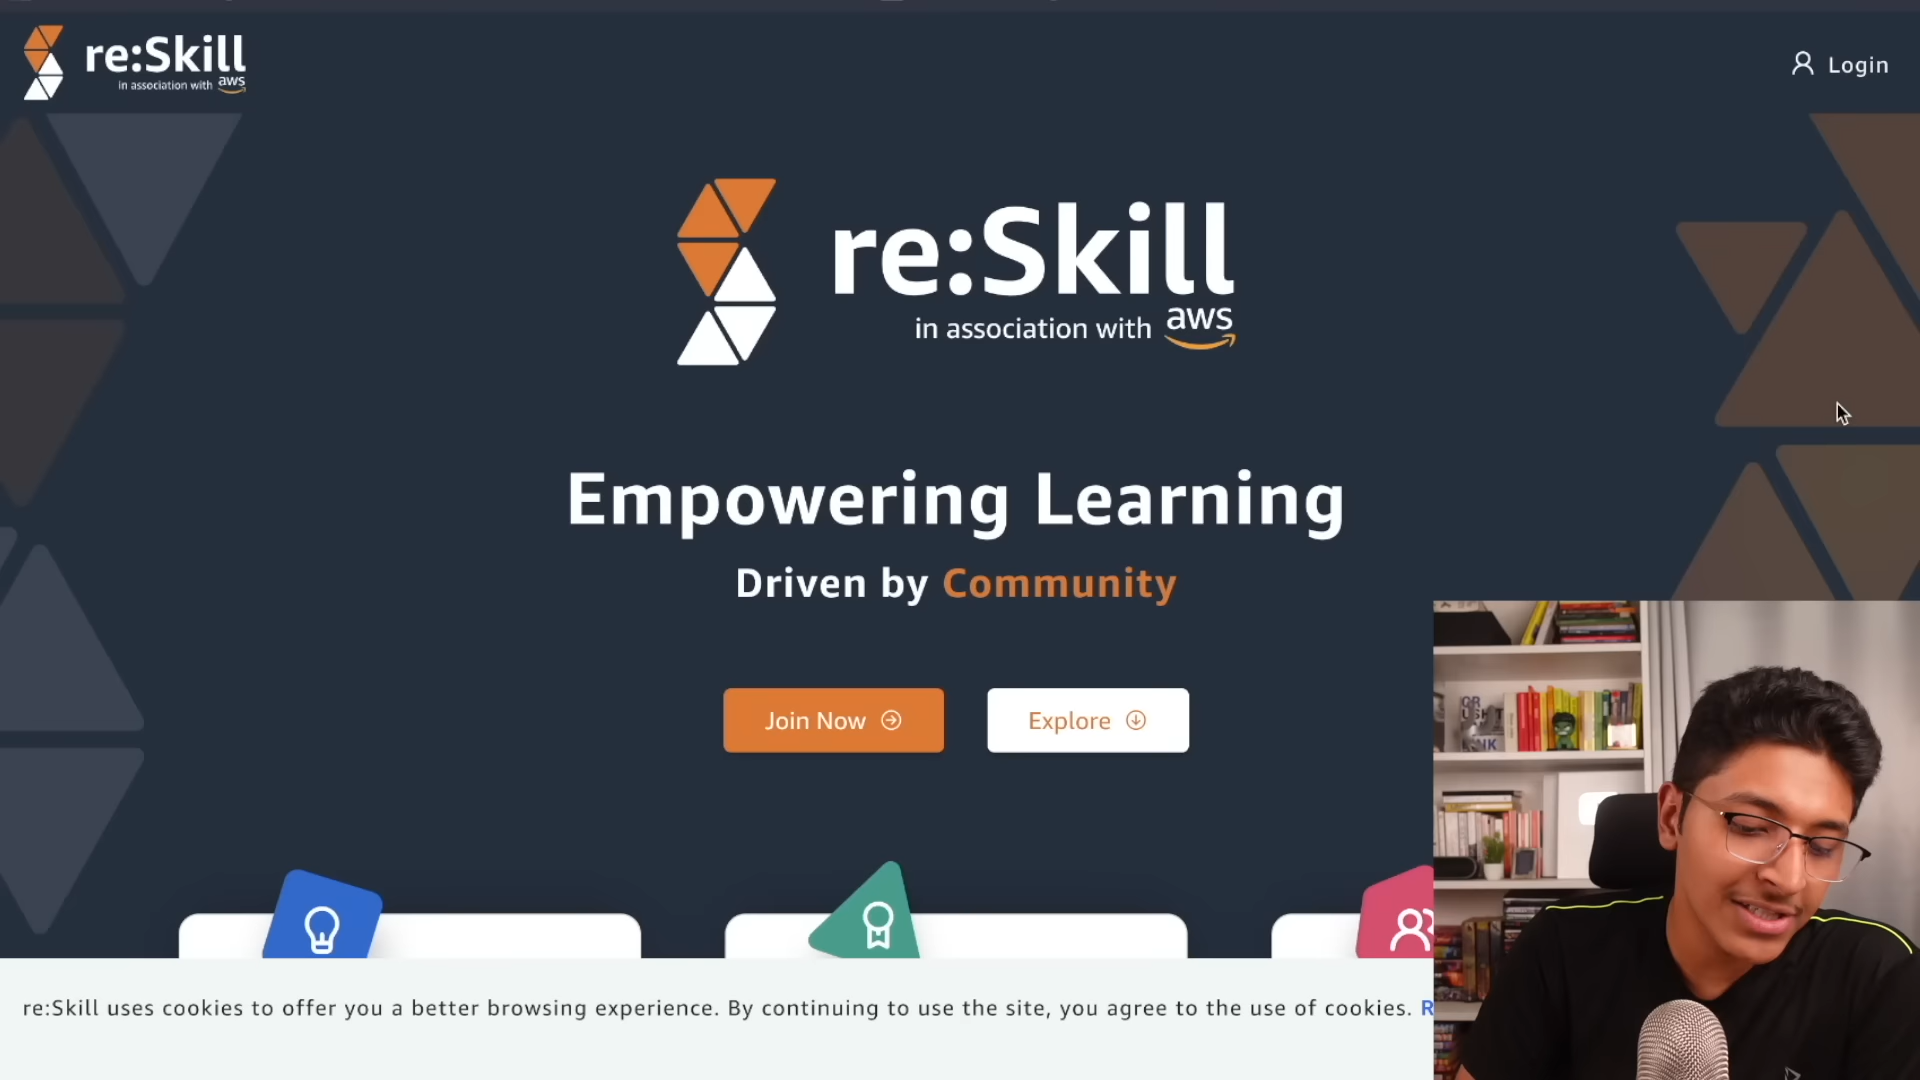 re:Skill
in association with aws
Login
re:Skill
in association with aws
Empowering Learning
Driven by Community
Join Now
Explore
re:Skill uses cookies to offer you a better browsing experience. By continuing to use the site, you agree to the use of cookies. R